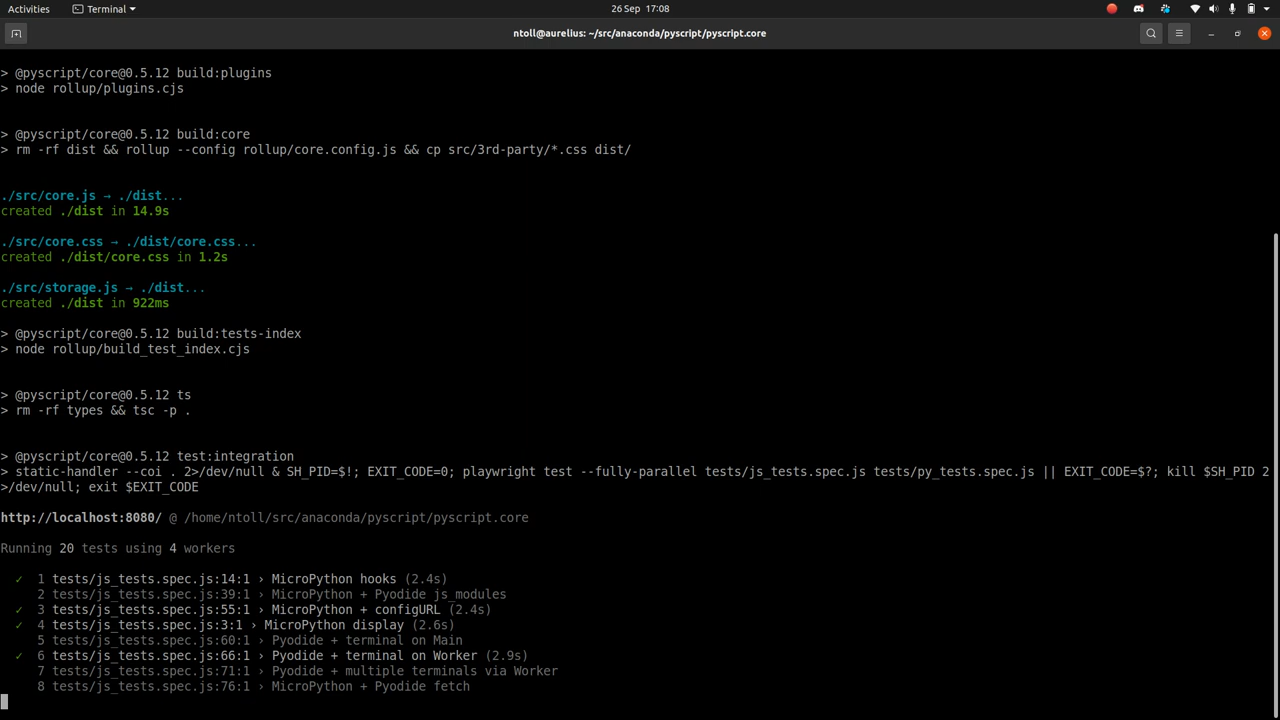 Activities
Terminal
26 Sep 17:08
ntoll@aurelius: ~/src/anaconda/pyscript/pyscript.core
> @pyscript/core@0.5.12 build:plugins
> node rollup/plugins.cjs
> @pyscript/core@0.5.12 build:core
> rm -rf dist && rollup --config rollup/core.config.js && cp src/3rd-party/*.css dist/
./src/core.js → ./dist...
created ./dist in 14.9s
./src/core.css → ./dist/core.css...
created ./dist/core.css in 1.2s
./src/storage.js → ./dist...
created ./dist in 922ms
> @pyscript/core@0.5.12 build:tests-index
> node rollup/build_test_index.cjs
> @pyscript/core@0.5.12 ts
> rm -rf types && tsc -p .
> @pyscript/core@0.5.12 test:integration
> static-handler --coi . 2>/dev/null & SH_PID=$!; EXIT_CODE=0; playwright test --fully-parallel tests/js_tests.spec.js tests/py_tests.spec.js || EXIT_CODE=$?; kill $SH_PID 2
>/dev/null; exit $EXIT_CODE
http://localhost:8080/ @ /home/ntoll/src/anaconda/pyscript/pyscript.core
Running 20 tests using 4 workers
✓ 1 tests/js_tests.spec.js:14:1 › MicroPython hooks (2.4s)
2 tests/js_tests.spec.js:39:1 › MicroPython + Pyodide js_modules
✓ 3 tests/js_tests.spec.js:55:1 › MicroPython + configURL (2.4s)
✓ 4 tests/js_tests.spec.js:3:1 › MicroPython display (2.6s)
5 tests/js_tests.spec.js:60:1 › Pyodide + terminal on Main
✓ 6 tests/js_tests.spec.js:66:1 › Pyodide + terminal on Worker (2.9s)
7 tests/js_tests.spec.js:71:1 › Pyodide + multiple terminals via Worker
8 tests/js_tests.spec.js:76:1 › MicroPython + Pyodide fetch